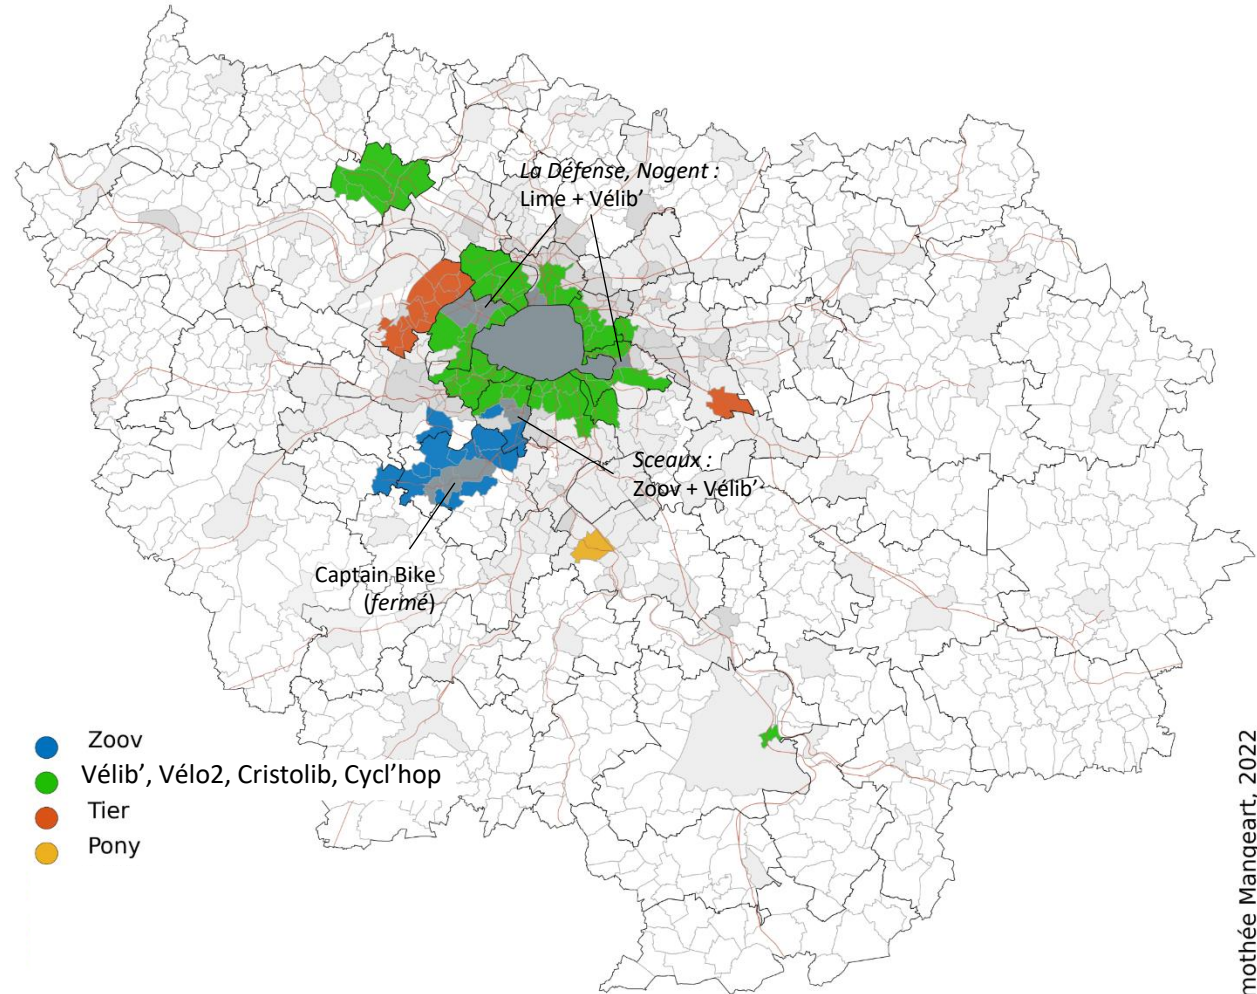 La Défense, Nogent :
Lime + Vélib’
Sceaux :
Zoov + Vélib’
Captain Bike
(fermé)
Zoov
Vélib’, Vélo2, Cristolib, Cycl’hop
Tier
Pony
mothée Mangeart, 2022